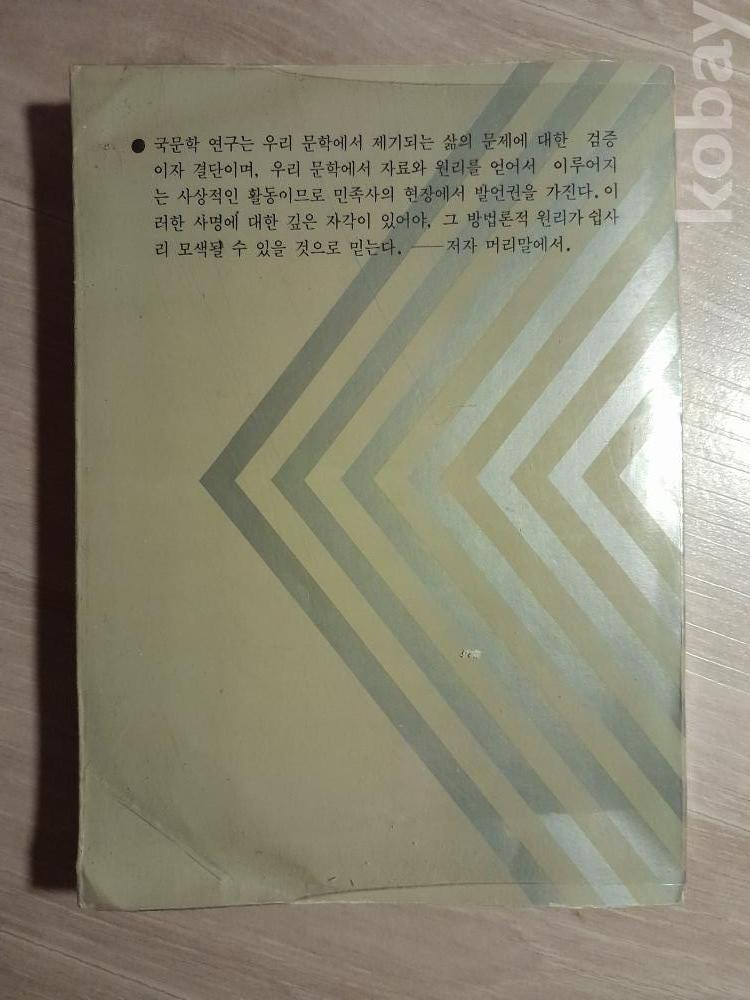 ● 국문학 연구는 우리 문학에서 제기되는 삶의 문제에 대한 검증
이자 결단이며, 우리 문학에서 자료와 원리를 얻어서 이루어지
는 사상적인 활동이므로 민족사의 현장에서 발언권을 가진다. 이
러한 사명에 대한 깊은 자각이 있어야, 그 방법론적 원리가 쉽사
리 모색될 수 있을 것으로 믿는다. ──저자 머리말에서.
kobay